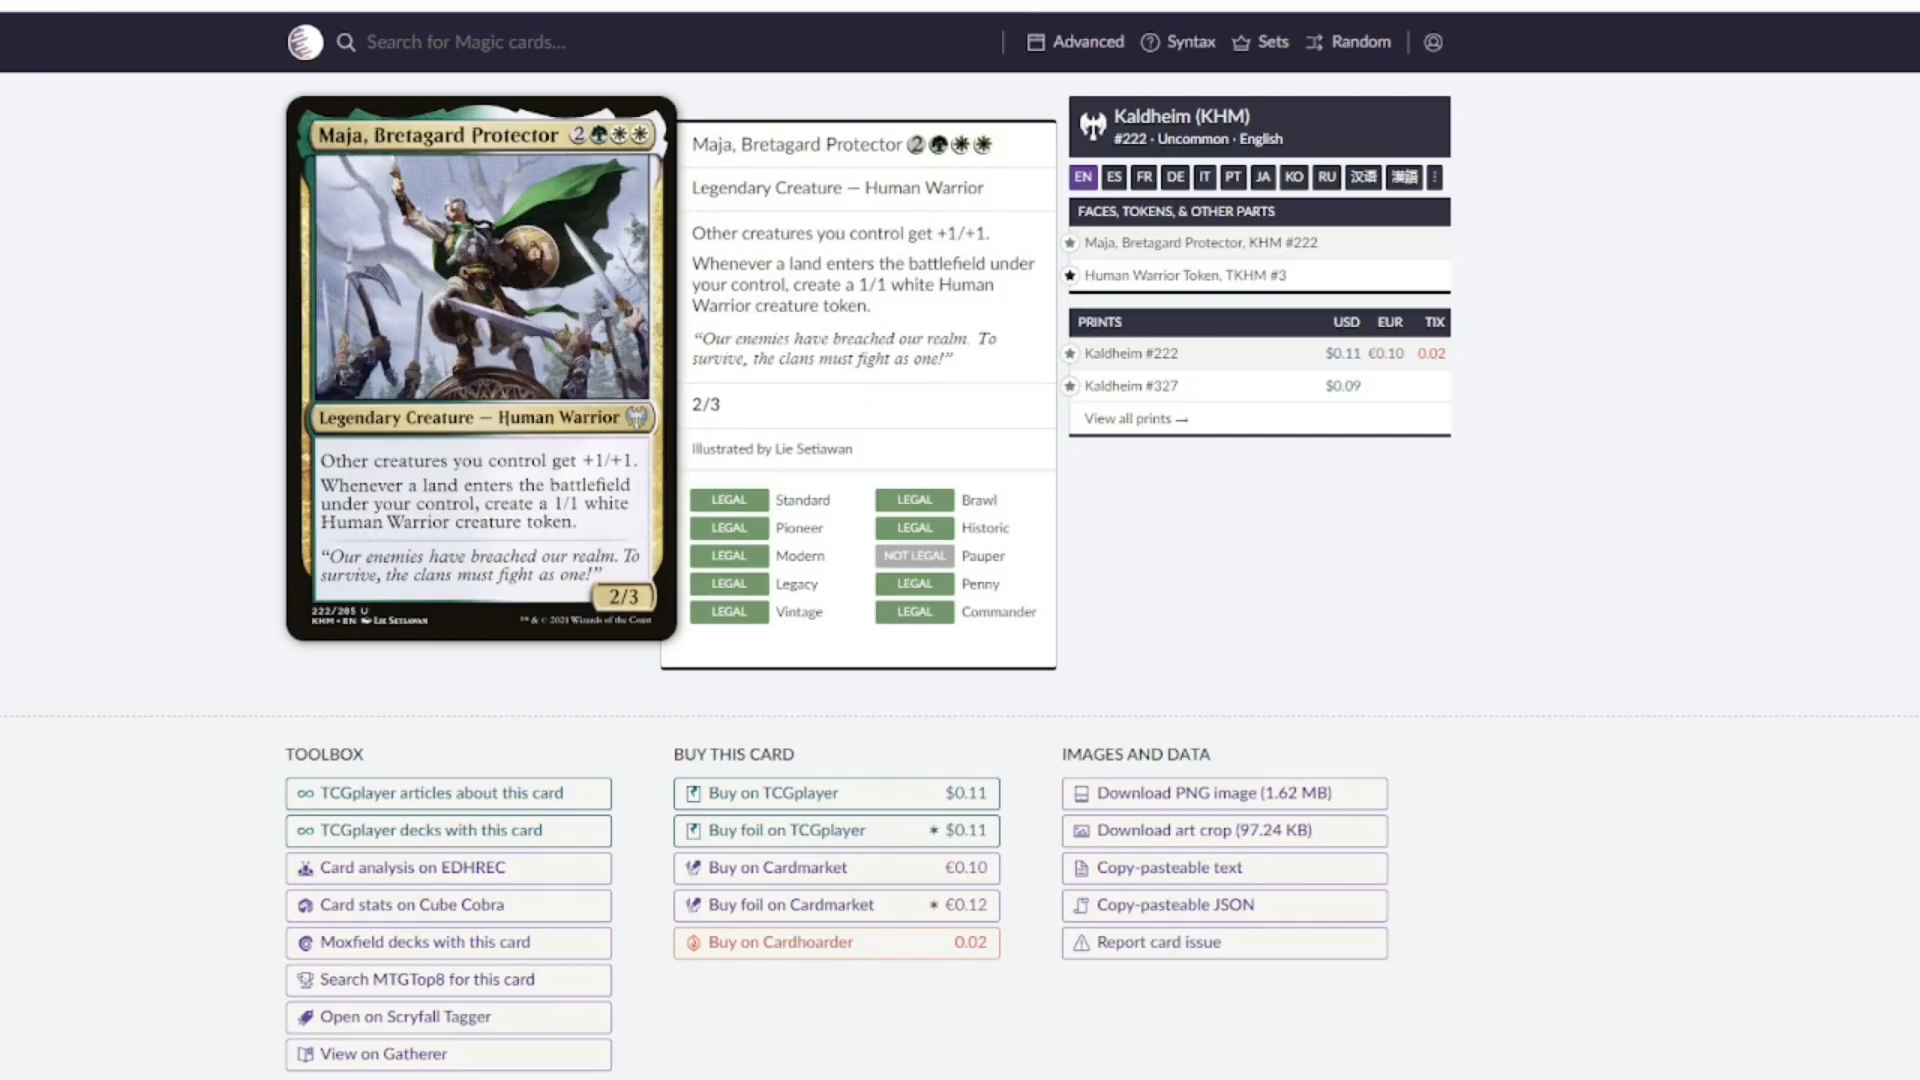 Search for Magic cards...
Advanced
Syntax
Sets
Random
Maja, Bretagard Protector 2
Legendary Creature — Human Warrior
Other creatures you control get +1/+1.
Whenever a land enters the battlefield
under your control, create a 1/1 white
Human Warrior creature token.
“Our enemies have breached our realm. To
survive, the clans must fight as one!”
2/3
222/285 U
KHM • EN Lie Setiawan
™ & © 2021 Wizards of the Coast
Maja, Bretagard Protector 2
Legendary Creature — Human Warrior
Other creatures you control get +1/+1.
Whenever a land enters the battlefield under
your control, create a 1/1 white Human
Warrior creature token.
“Our enemies have breached our realm. To
survive, the clans must fight as one!”
2/3
Illustrated by Lie Setiawan
LEGAL Standard LEGAL Brawl
LEGAL Pioneer LEGAL Historic
LEGAL Modern NOT LEGAL Pauper
LEGAL Legacy LEGAL Penny
LEGAL Vintage LEGAL Commander
Kaldheim (KHM)
#222 · Uncommon · English
EN ES FR DE IT PT JA KO RU 汉语 漢語
FACES, TOKENS, & OTHER PARTS
Maja, Bretagard Protector, KHM #222
Human Warrior Token, TKHM #3
PRINTS USD EUR TIX
Kaldheim #222 $0.11 €0.10 0.02
Kaldheim #327 $0.09
View all prints →
TOOLBOX
TCGplayer articles about this card
TCGplayer decks with this card
Card analysis on EDHREC
Card stats on Cube Cobra
Moxfield decks with this card
Search MTGTop8 for this card
Open on Scryfall Tagger
View on Gatherer
BUY THIS CARD
Buy on TCGplayer $0.11
Buy foil on TCGplayer ✶ $0.11
Buy on Cardmarket €0.10
Buy foil on Cardmarket ✶ €0.12
Buy on Cardhoarder 0.02
IMAGES AND DATA
Download PNG image (1.62 MB)
Download art crop (97.24 KB)
Copy-pasteable text
Copy-pasteable JSON
Report card issue